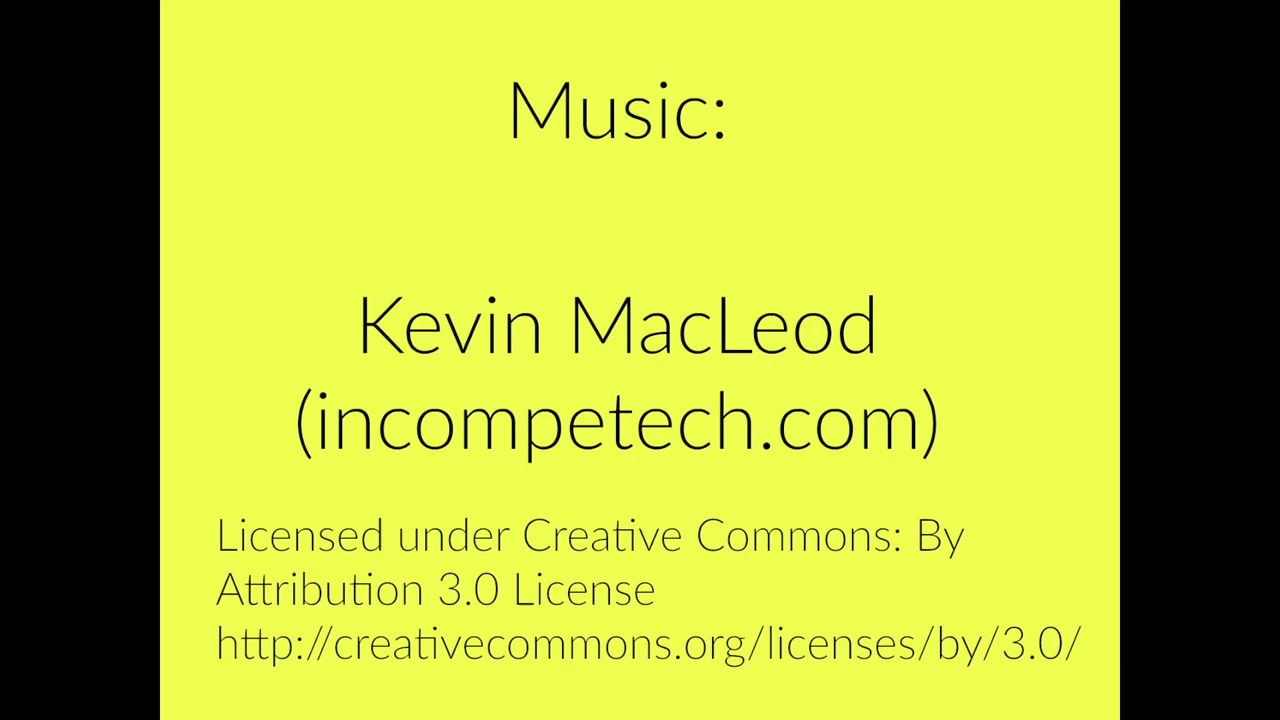 Music:
Kevin MacLeod
(incompetech.com)
Licensed under Creative Commons: By
Attribution 3.0 License
http://creativecommons.org/licenses/by/3.0/